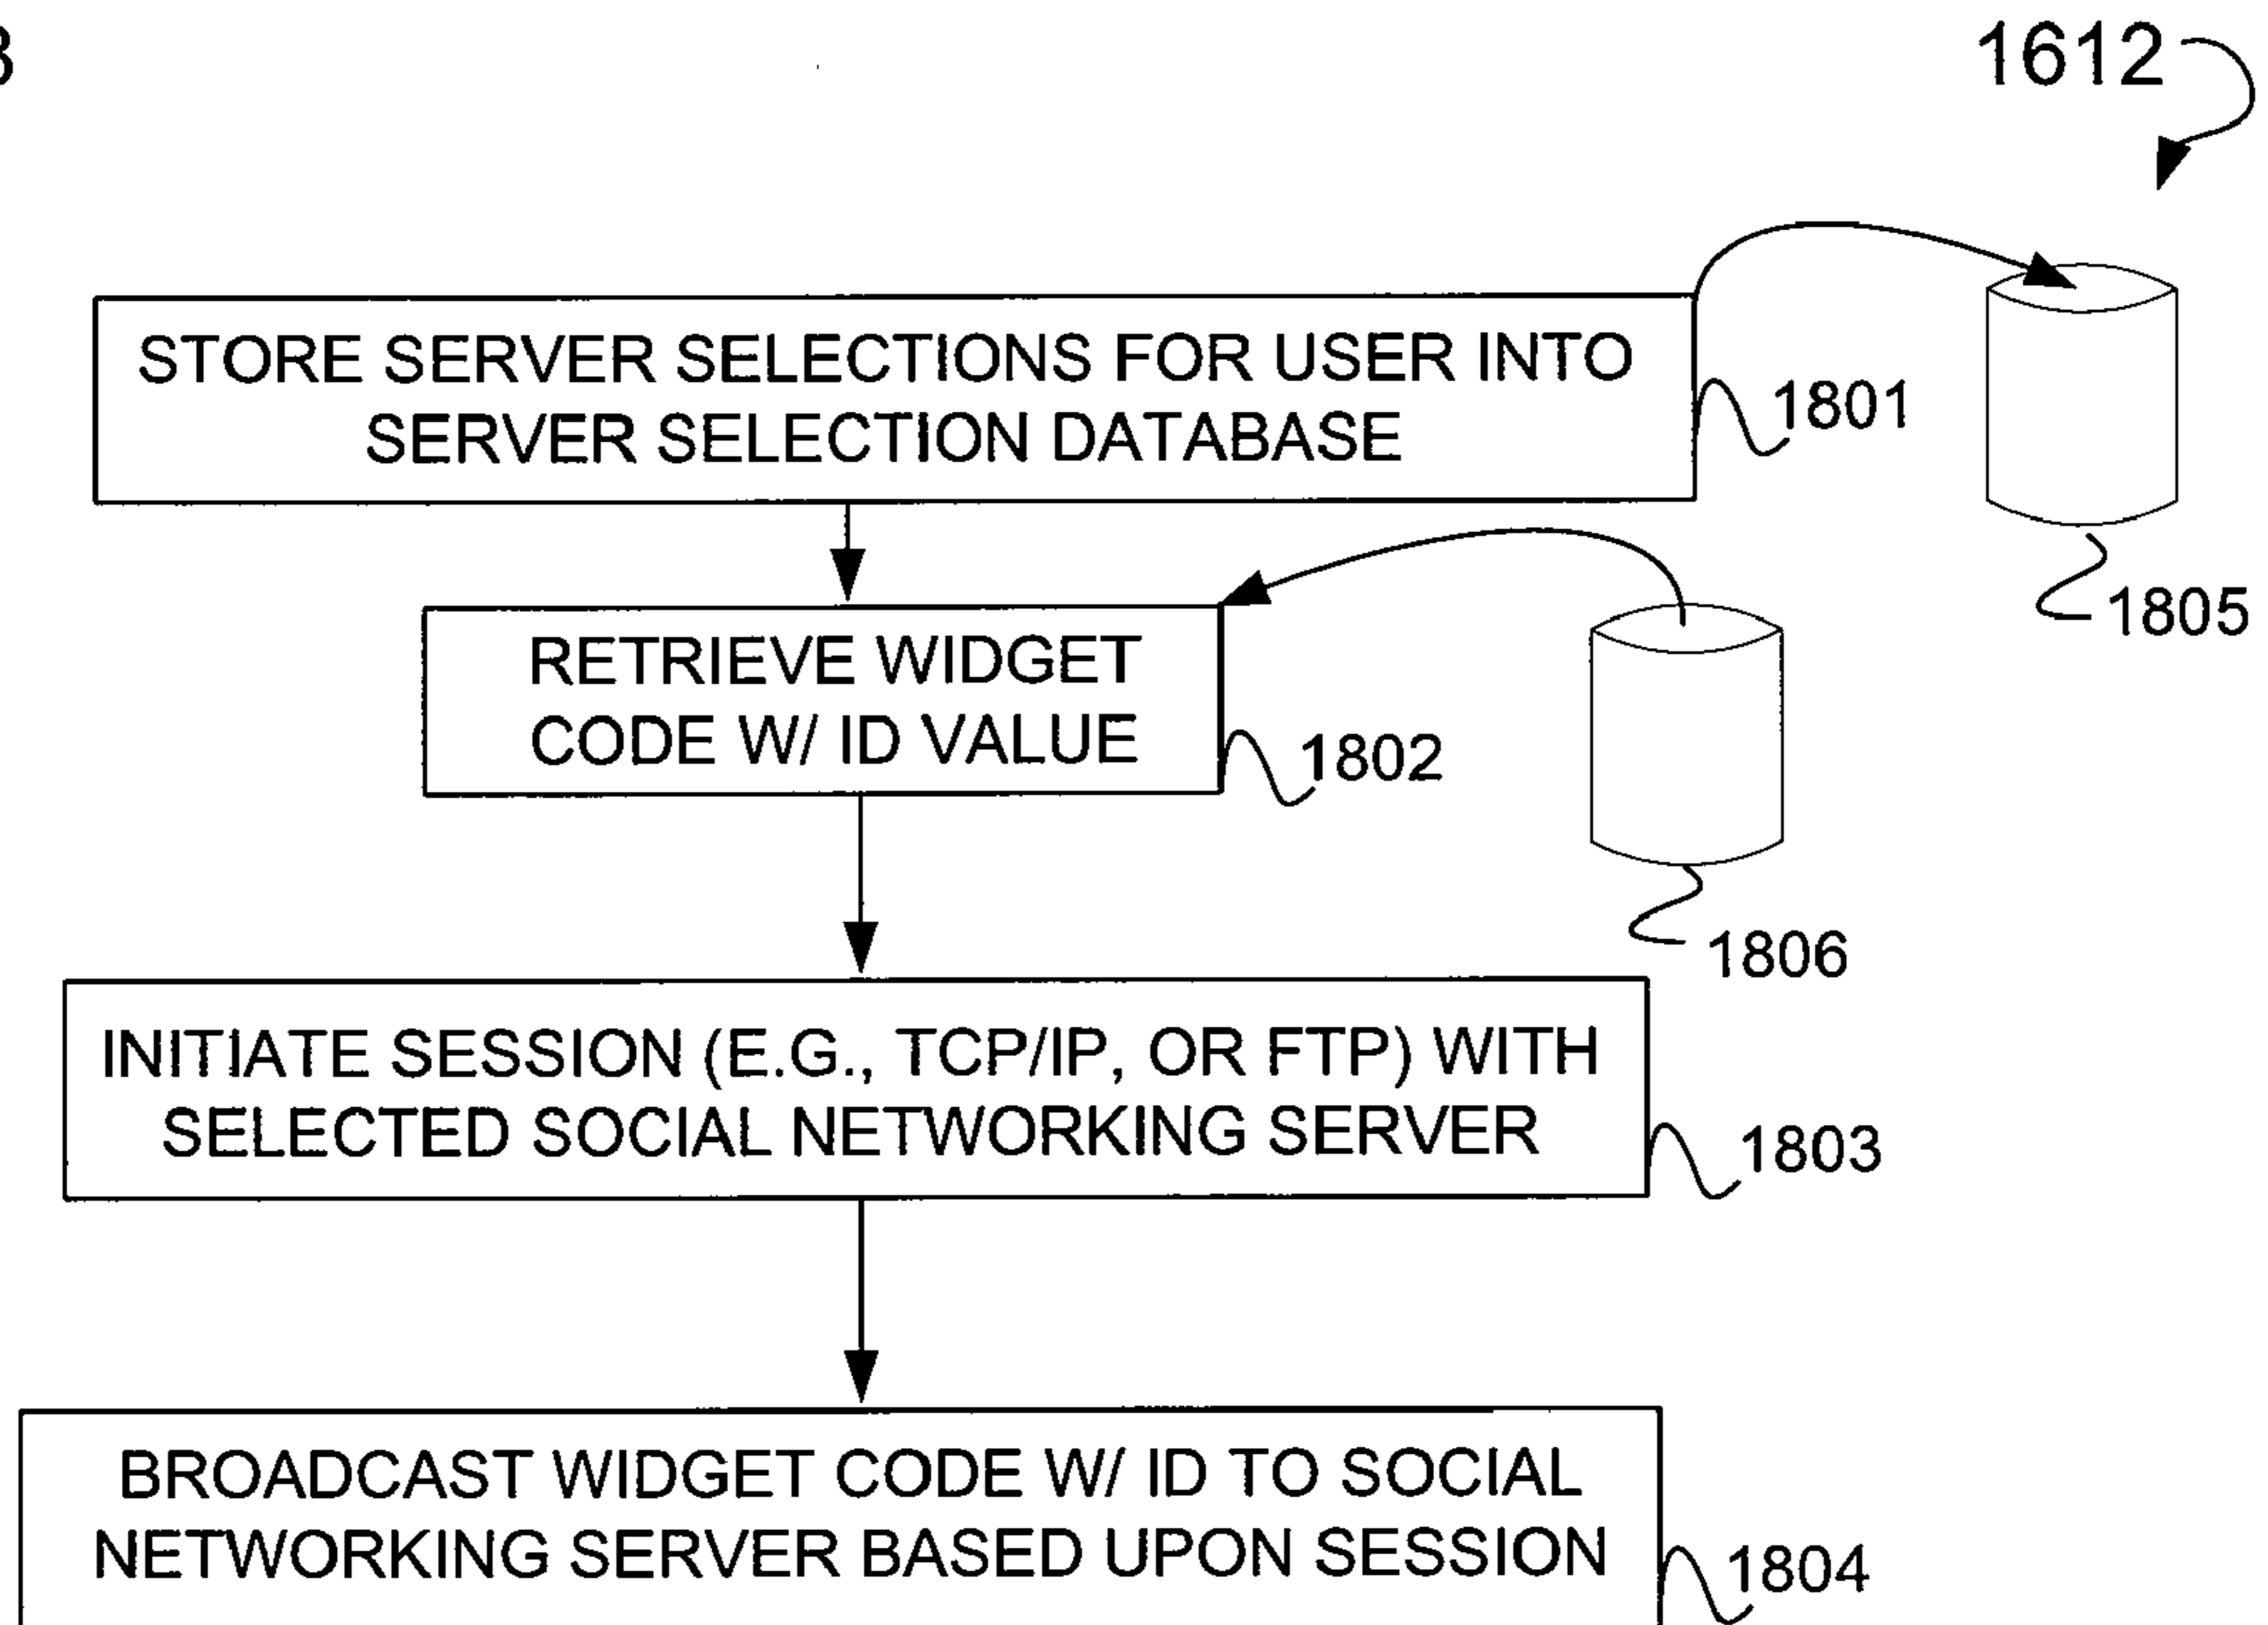 1612
STORE SERVER SELECTIONS FOR USER INTO
SERVER SELECTION DATABASE
1801
1805
RETRIEVE WIDGET
CODE W/ ID VALUE
1802
1806
INITIATE SESSION (E.G., TCP/IP, OR FTP) WITH
SELECTED SOCIAL NETWORKING SERVER
1803
BROADCAST WIDGET CODE W/ ID TO SOCIAL
NETWORKING SERVER BASED UPON SESSION
1804